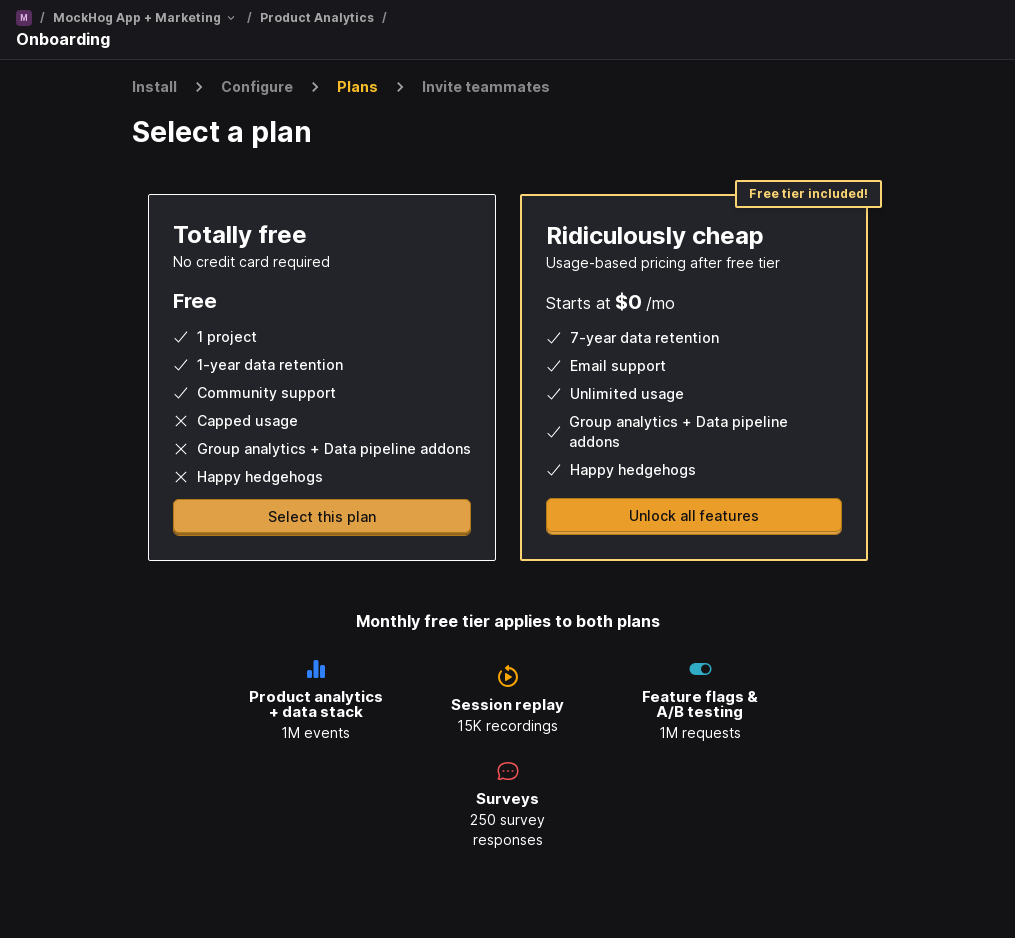 M / MockHog App + Marketing / Product Analytics /
Onboarding
Install > Configure > Plans > Invite teammates
Select a plan
Totally free
No credit card required
Free
1 project
1-year data retention
Community support
Capped usage
Group analytics + Data pipeline addons
Happy hedgehogs
Select this plan
Free tier included!
Ridiculously cheap
Usage-based pricing after free tier
Starts at $0 /mo
7-year data retention
Email support
Unlimited usage
Group analytics + Data pipeline
addons
Happy hedgehogs
Unlock all features
Monthly free tier applies to both plans
Product analytics
+ data stack
1M events
Session replay
15K recordings
Feature flags &
A/B testing
1M requests
Surveys
250 survey
responses